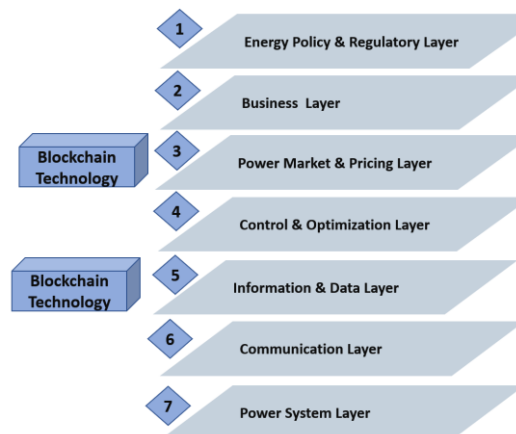 1
Energy Policy & Regulatory Layer
2
Business Layer
Blockchain
Technology
3
Power Market & Pricing Layer
4
Control & Optimization Layer
Blockchain
Technology
5
Information & Data Layer
6
Communication Layer
7
Power System Layer